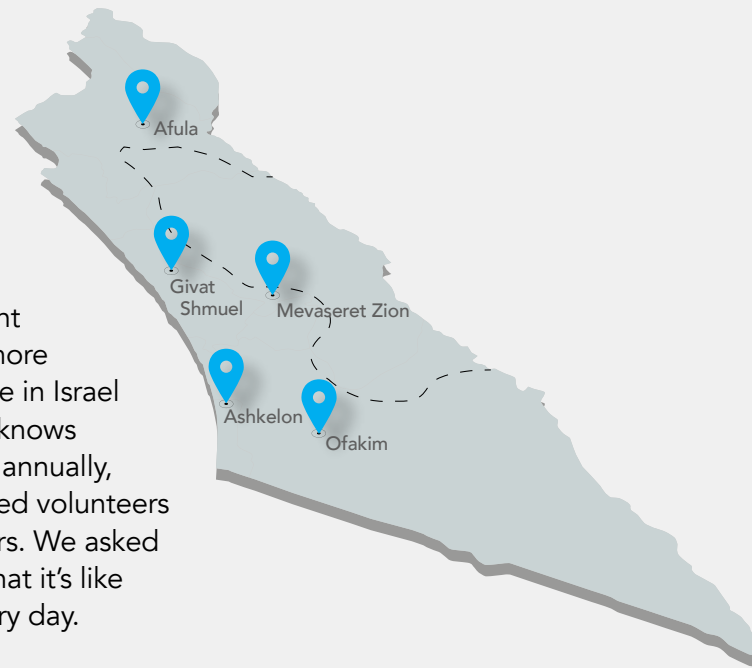 Afula
Givat
Shmuel
Mevaseret Zion
Ashkelon
Ofakim
nt
nore
e in Israel
knows
annually,
ed volunteers
rs. We asked
hat it's like
ry day.